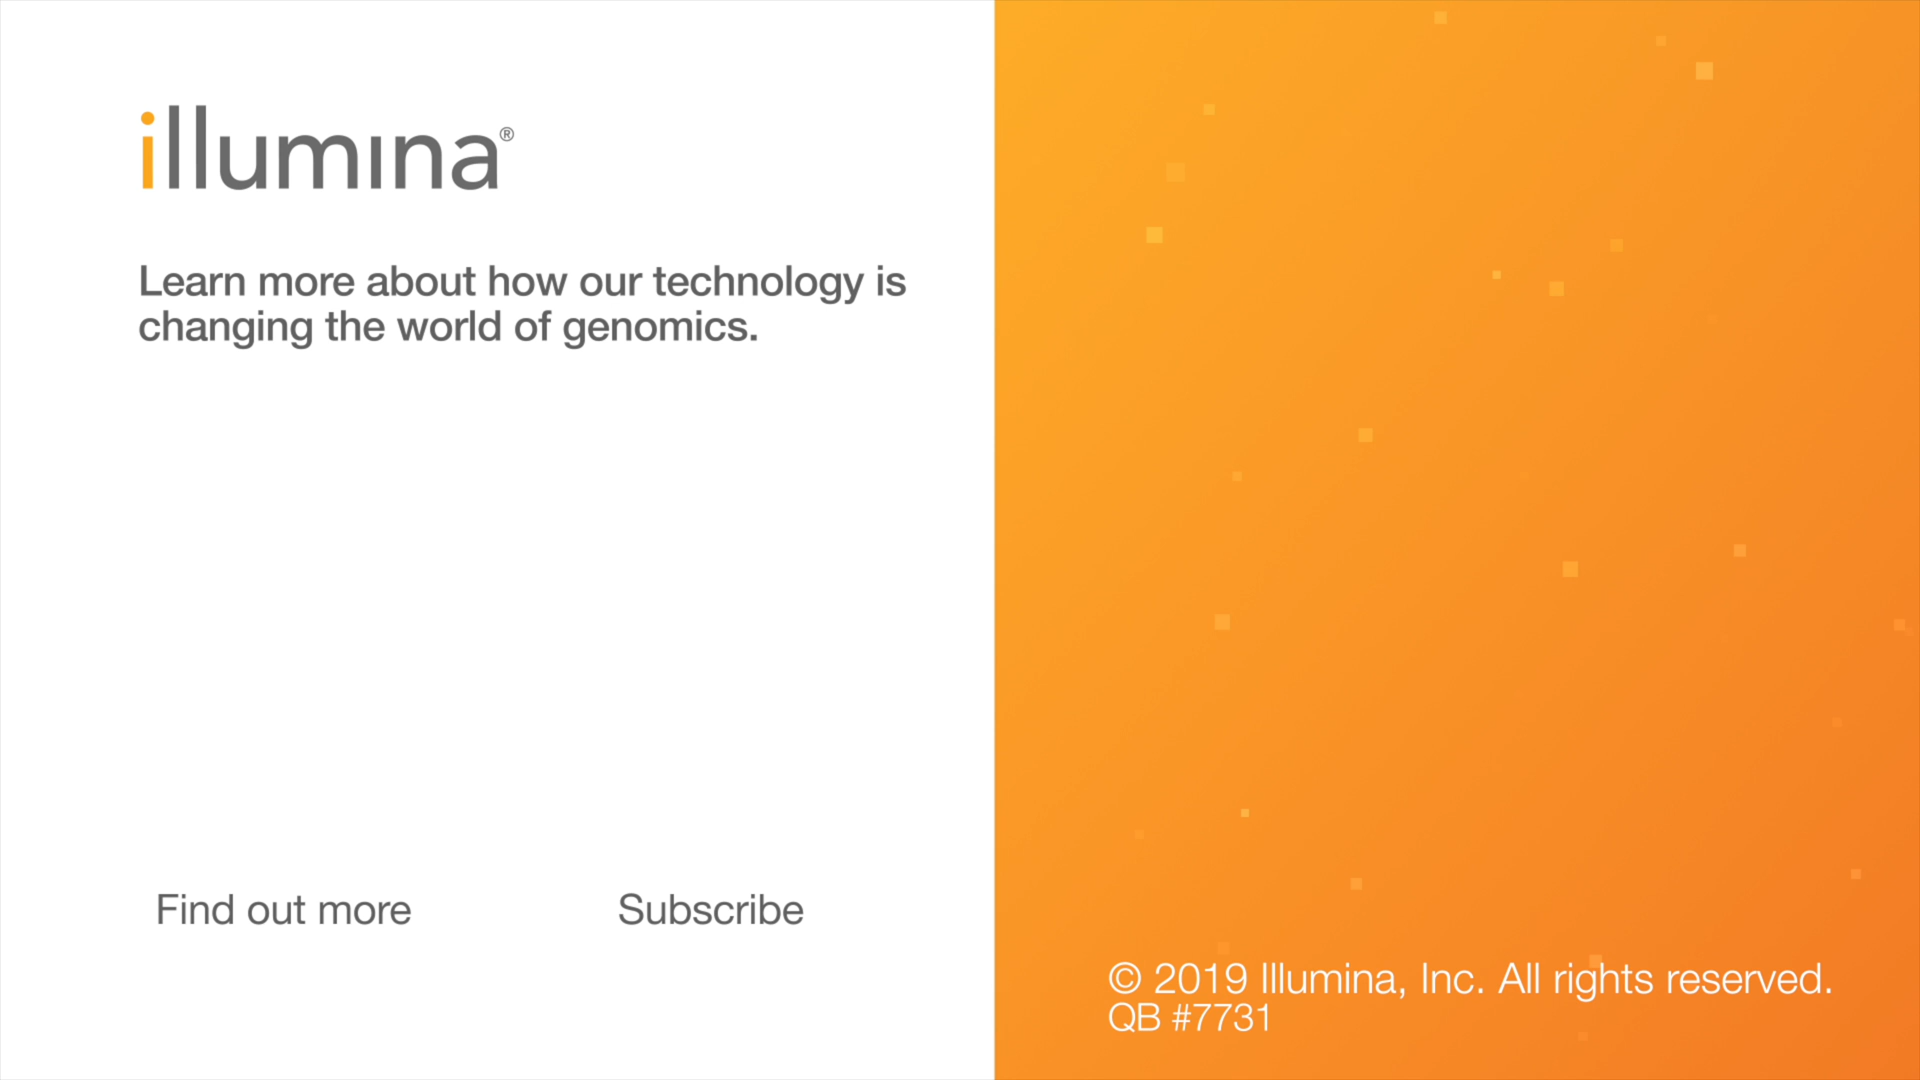 illumina®
Learn more about how our technology is
changing the world of genomics.
Find out more
Subscribe
© 2019 Illumina, Inc. All rights reserved.
QB #7731